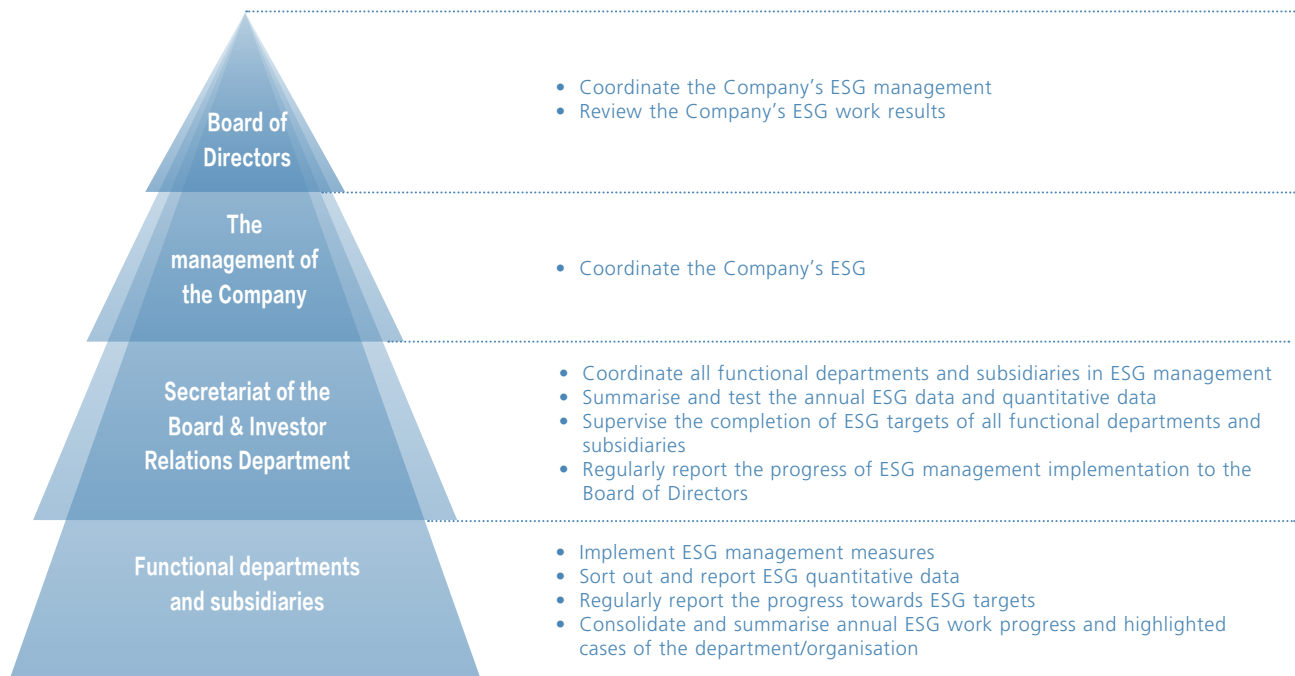 Board of
Directors
• Coordinate the Company's ESG management
• Review the Company's ESG work results
The
management of
the Company
• Coordinate the Company's ESG
Secretariat of the
Board & Investor
Relations Department
• Coordinate all functional departments and subsidiaries in ESG management
• Summarise and test the annual ESG data and quantitative data
• Supervise the completion of ESG targets of all functional departments and
subsidiaries
• Regularly report the progress of ESG management implementation to the
Board of Directors
Functional departments
and subsidiaries
• Implement ESG management measures
• Sort out and report ESG quantitative data
• Regularly report the progress towards ESG targets
• Consolidate and summarise annual ESG work progress and highlighted
cases of the department/organisation